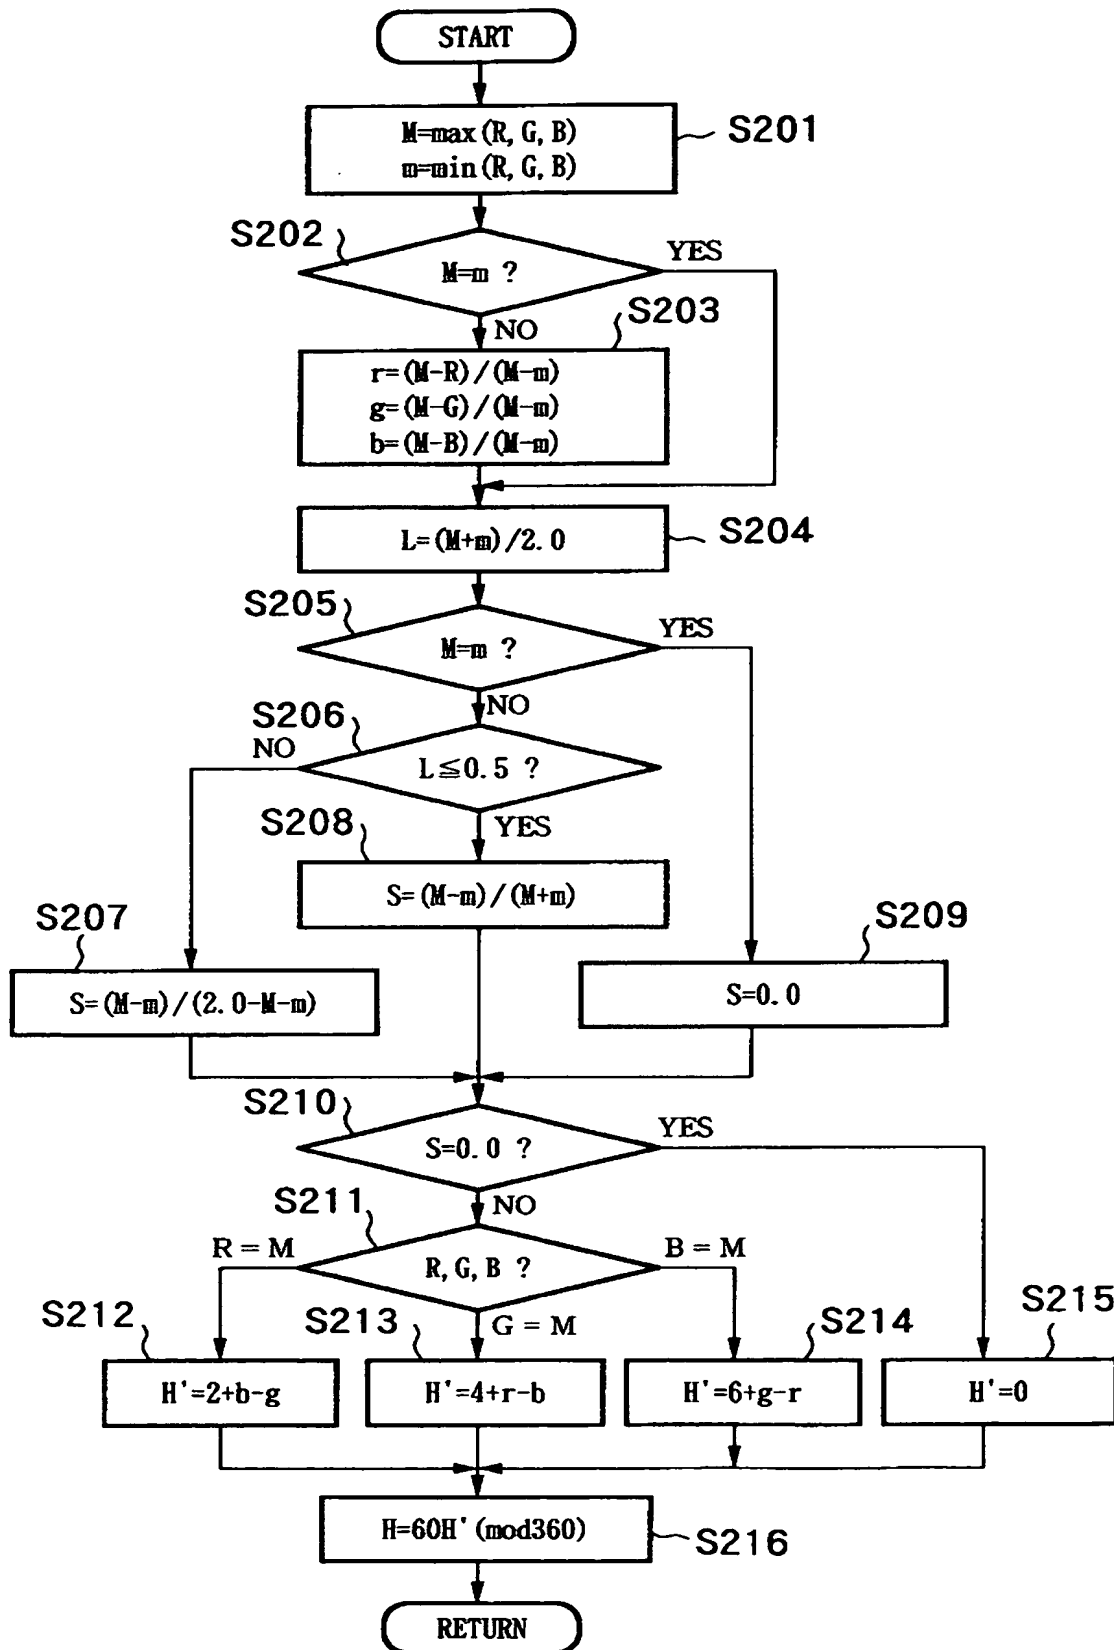 START
M=max(R, G, B)
m=min(R, G, B)
S201
S202
M=m ?
YES
NO
S203
r=(M-R)/(M-m)
g=(M-G)/(M-m)
b=(M-B)/(M-m)
L=(M+m)/2.0
S204
S205
M=m ?
YES
NO
S206
NO
L≦0.5 ?
YES
S208
S=(M-m)/(M+m)
S207
S=(M-m)/(2.0-M-m)
S209
S=0.0
S210
S=0.0 ?
YES
NO
S211
R = M
R, G, B ?
B = M
G = M
S212
H'=2+b-g
S213
H'=4+r-b
S214
H'=6+g-r
S215
H'=0
H=60H'(mod360)
S216
RETURN